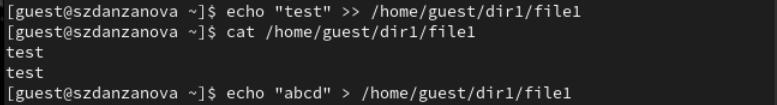 [guest@szdanzanova ~]$ echo "test" >> /home/guest/dir1/file1
[guest@szdanzanova ~]$ cat /home/guest/dir1/file1
test
test
[guest@szdanzanova ~]$ echo "abcd" > /home/guest/dir1/file1